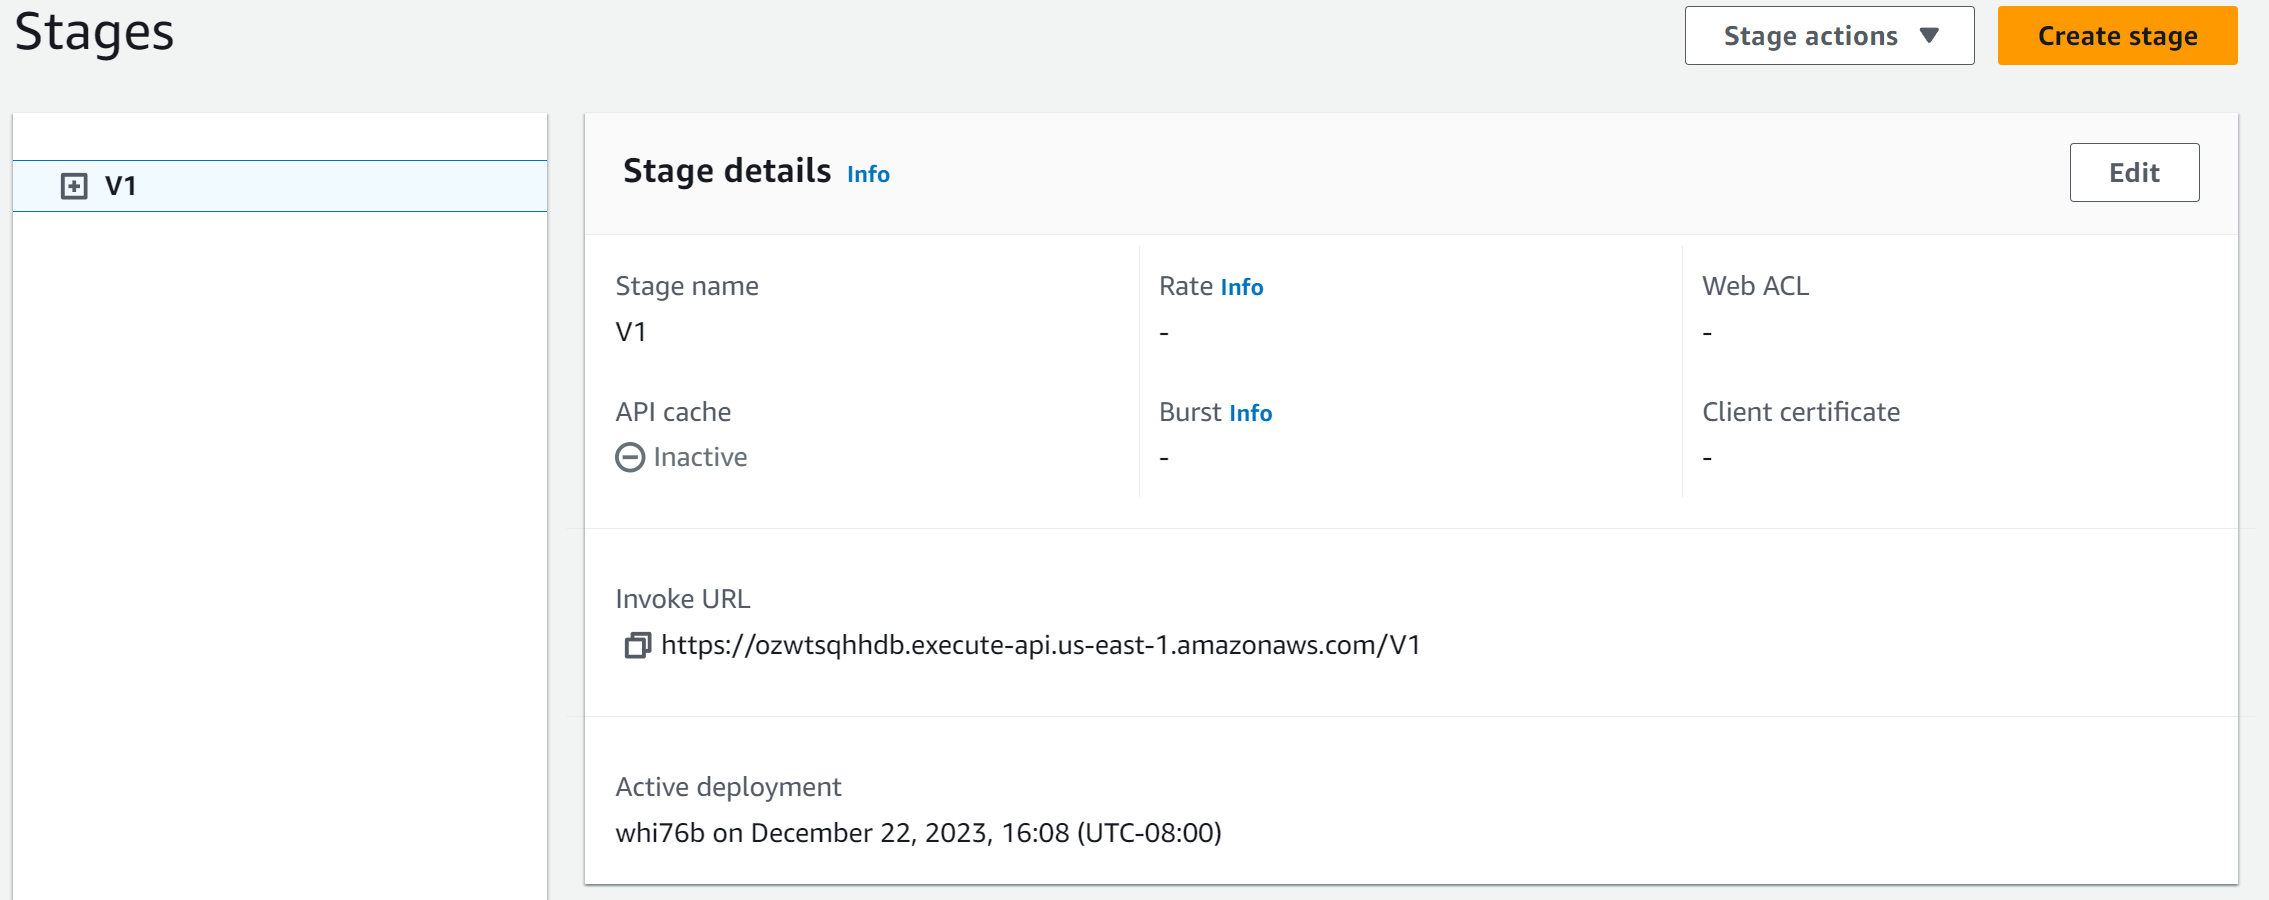 Stages
Stage actions
Create stage
V1
Stage details Info
Edit
Stage name
V1
Rate Info
-
Web ACL
-
API cache
Inactive
Burst Info
-
Client certificate
-
Invoke URL
https://ozwtsqhhdb.execute-api.us-east-1.amazonaws.com/V1
Active deployment
whi76b on December 22, 2023, 16:08 (UTC-08:00)